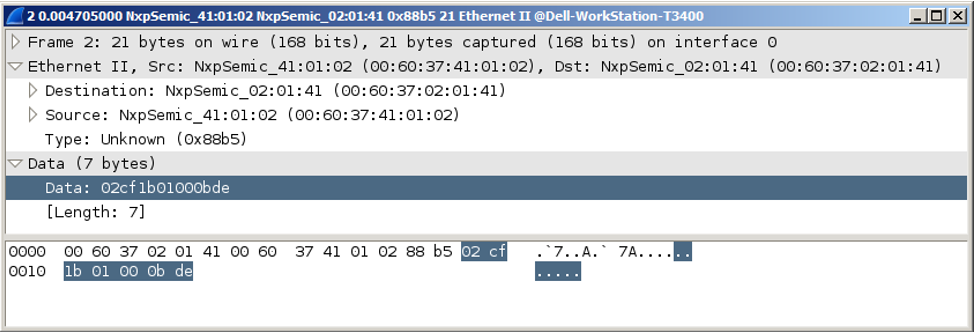 2 0.004705000 NxpSemic_41:01:02 NxpSemic_02:01:41 0x88b5 21 Ethernet II @Dell-WorkStation-T3400
Frame 2: 21 bytes on wire (168 bits), 21 bytes captured (168 bits) on interface 0
Ethernet II, Src: NxpSemic_41:01:02 (00:60:37:41:01:02), Dst: NxpSemic_02:01:41 (00:60:37:02:01:41)
Destination: NxpSemic_02:01:41 (00:60:37:02:01:41)
Source: NxpSemic_41:01:02 (00:60:37:41:01:02)
Type: Unknown (0x88b5)
Data (7 bytes)
Data: 02cf1b01000bde
[Length: 7]
0000 00 60 37 02 01 41 00 60 37 41 01 02 88 b5 02 cf .`7..A.` 7A......
0010 1b 01 00 0b de .....